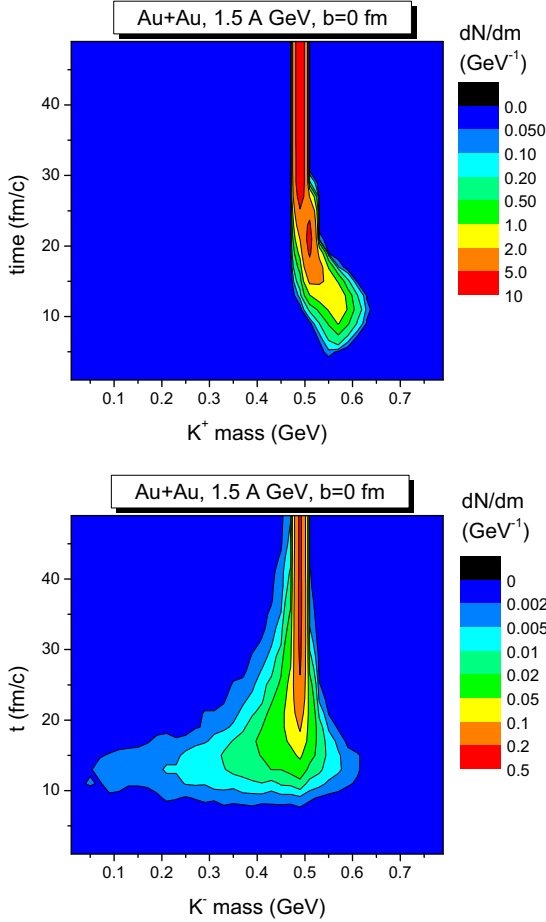 Au+Au, 1.5 A GeV, b=0 fm
dN/dm
(GeV⁻¹)
0.0
0.050
0.10
0.20
0.50
1.0
2.0
5.0
10
40
30
20
10
time (fm/c)
0.1 0.2 0.3 0.4 0.5 0.6 0.7
K⁺ mass (GeV)
Au+Au, 1.5 A GeV, b=0 fm
dN/dm
(GeV⁻¹)
0
0.002
0.005
0.01
0.02
0.05
0.1
0.2
0.5
40
30
20
10
t (fm/c)
0.1 0.2 0.3 0.4 0.5 0.6 0.7
K⁻ mass (GeV)